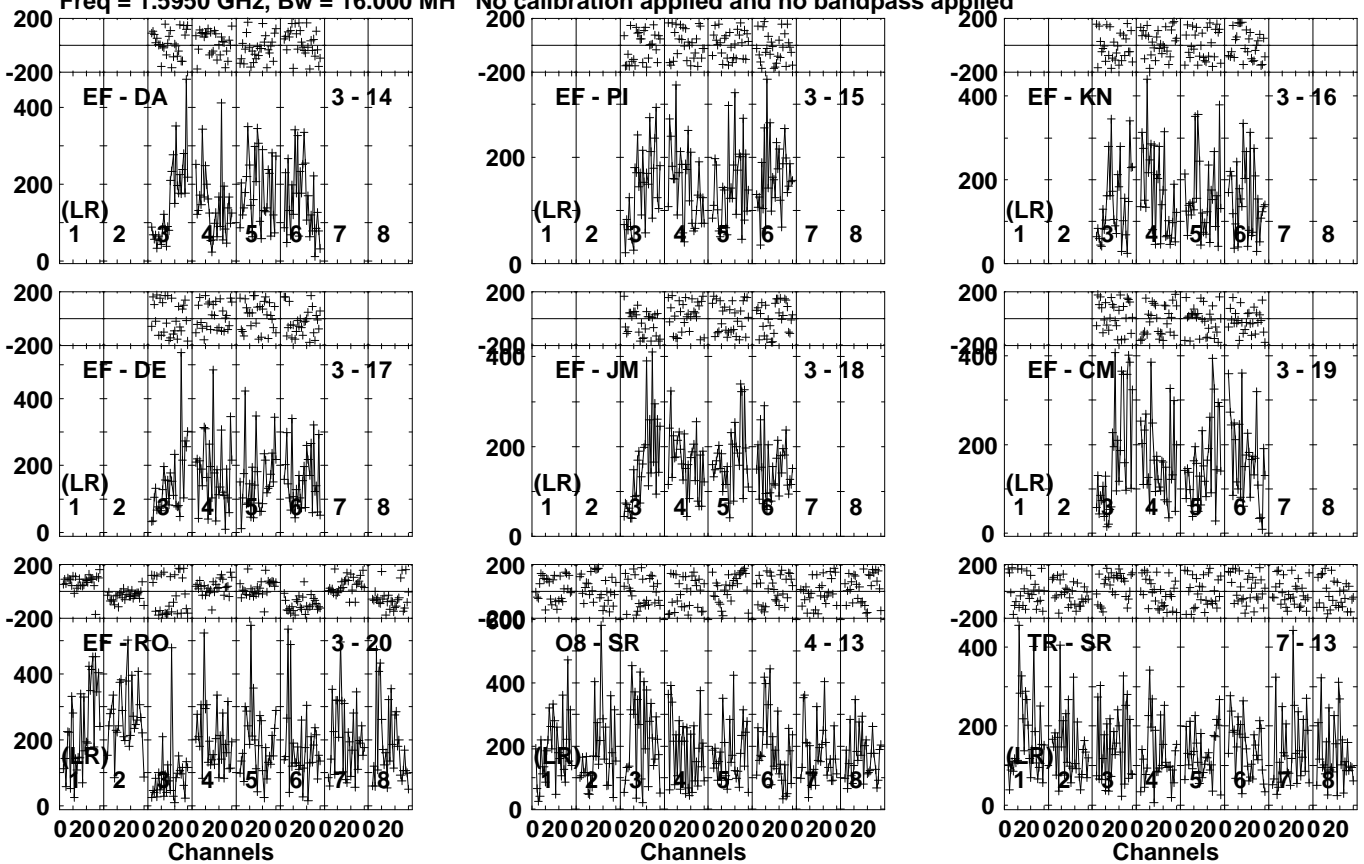 Freq = 1.5950 GHz, Bw = 16.000 MH No calibration applied and no bandpass applied
200 200 200
-200 -200 -200
EF - DA 3 - 14 EF - PI 3 - 15 EF - KN 3 - 16
400 400
200 200 200
(LR) (LR) (LR)
1 2 3 4 5 6 7 8 1 2 3 4 5 6 7 8 1 2 3 4 5 6 7 8
0 0 0
200 200 200
-200 -200 -200
400 400
EF - DE 3 - 17 EF - JM 3 - 18 EF - CM 3 - 19
400
200 200 200
(LR) (LR) (LR)
1 2 3 4 5 6 7 8 1 2 3 4 5 6 7 8 1 2 3 4 5 6 7 8
0 0 0
200 200 200
-200 -200 -200
600
EF - RO 3 - 20 O8 - SR 4 - 13 TR - SR 7 - 13
400 400 400
200 200 200
(LR) (LR) (LR)
1 2 3 4 5 6 7 8 1 2 3 4 5 6 7 8 1 2 3 4 5 6 7 8
0 0 0
0 20 0 20 0 20 0 20 0 20 0 20 0 20 0 20 0 20 0 20 0 20 0 20 0 20 0 20 0 20 0 20 0 20 0 20 0 20 0 20 0 20 0 20 0 20 0 20
Channels Channels Channels